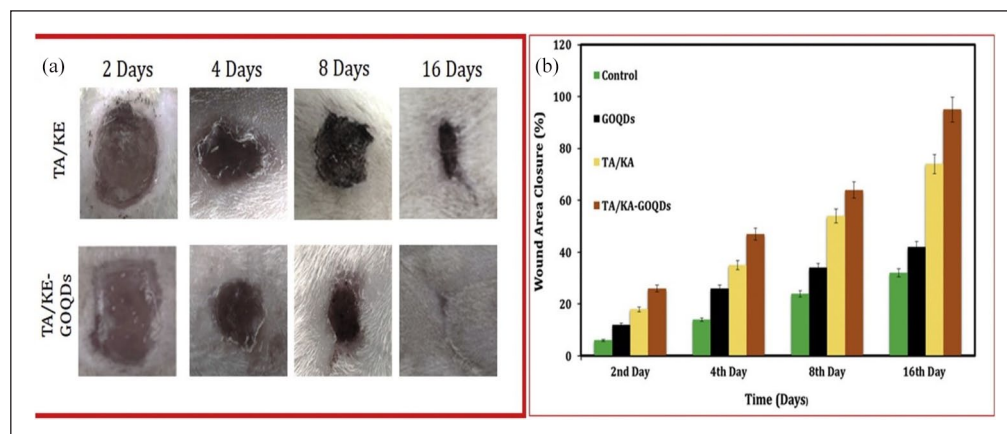 (a)
2 Days 4 Days 8 Days 16 Days
TA/KE
TA/KE-
GOQDs
(b)
Wound Area Closure (%)
120
100
80
60
40
20
0
Control
GOQDs
TA/KA
TA/KA-GOQDs
2nd Day 4th Day 8th Day 16th Day
Time (Days)